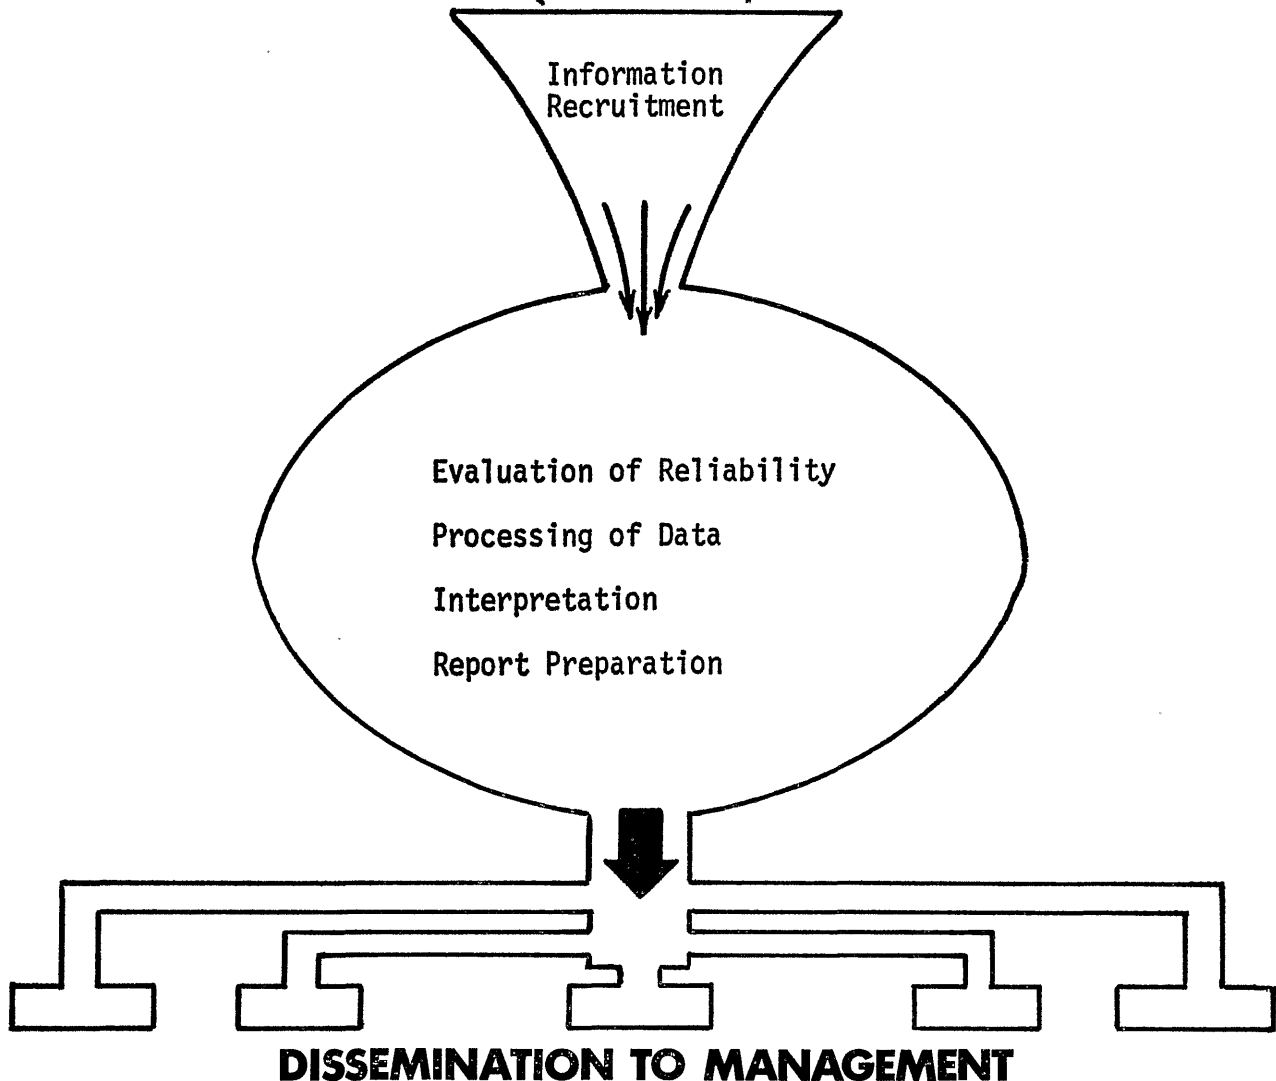 Information
Recruitment
Evaluation of Reliability
Processing of Data
Interpretation
Report Preparation
DISSEMINATION TO MANAGEMENT